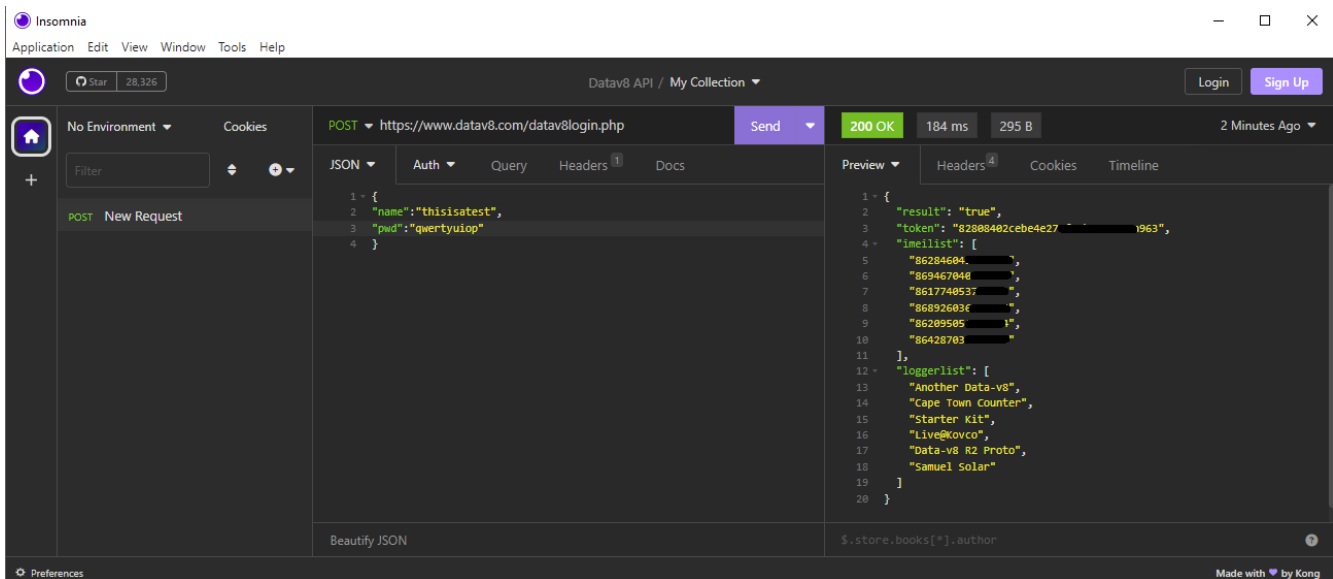 Insomnia
Application Edit View Window Tools Help
Star 28,326
Datav8 API / My Collection
Login Sign Up
No Environment Cookies
Filter
POST New Request
POST https://www.datav8.com/datav8login.php Send
JSON Auth Query Headers 1 Docs
1 {
2 "name":"thisisatest",
3 "pwd":"qwertyuiop"
4 }
Beautify JSON
200 OK 184 ms 295 B 2 Minutes Ago
Preview Headers 4 Cookies Timeline
1 {
2 "result": "true",
3 "token": "82808402cebe4e27 963",
4 "imeilist": [
5 "86284604 ",
6 "869467040 ",
7 "861774053 ",
8 "86892603 ",
9 "86209505 ",
10 "86428703 "
11 ],
12 "loggerlist": [
13 "Another Data-v8",
14 "Cape Town Counter",
15 "Starter Kit",
16 "Live@Kovco",
17 "Data-v8 R2 Proto",
18 "Samuel Solar"
19 ]
20 }
$.store.books[*].author
Preferences
Made with 💜 by Kong